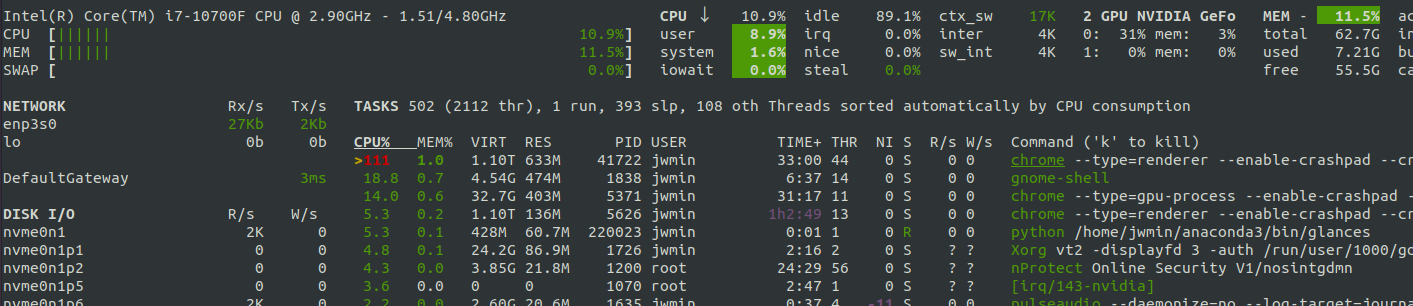 Intel(R) Core(TM) i7-10700F CPU @ 2.90GHz - 1.51/4.80GHz CPU ↓ 10.9% idle 89.1% ctx_sw 17K 2 GPU NVIDIA GeFo MEM - 11.5%
CPU [|||||| 10.9%] user 8.9% irq 0.0% inter 4K 0: 31% mem: 3% total 62.7G
MEM [|||||| 11.5%] system 1.6% nice 0.0% sw_int 4K 1: 0% mem: 0% used 7.21G
SWAP [ 0.0%] iowait 0.0% steal 0.0% free 55.5G
NETWORK Rx/s Tx/s TASKS 502 (2112 thr), 1 run, 393 slp, 108 oth Threads sorted automatically by CPU consumption
enp3s0 27Kb 2Kb
lo 0b 0b CPU% MEM% VIRT RES PID USER TIME+ THR NI S R/s W/s Command ('k' to kill)
>111 1.0 1.10T 633M 41722 jwmin 33:00 44 0 S 0 0 chrome --type=renderer --enable-crashpad
DefaultGateway 3ms 18.8 0.7 4.54G 474M 1838 jwmin 6:37 14 0 S 0 0 gnome-shell
14.0 0.6 32.7G 403M 5371 jwmin 31:17 11 0 S 0 0 chrome --type=gpu-process --enable-crashpad
DISK I/O R/s W/s 5.3 0.2 1.10T 136M 5626 jwmin 1h2:49 13 0 S 0 0 chrome --type=renderer --enable-crashpad
nvme0n1 2K 0 5.3 0.1 428M 60.7M 220023 jwmin 0:01 1 0 R 0 0 python /home/jwmin/anaconda3/bin/glances
nvme0n1p1 0 0 4.8 0.1 24.2G 86.9M 1726 jwmin 2:16 2 0 S ? ? Xorg vt2 -displayfd 3 -auth /run/user/1000/
nvme0n1p2 0 0 4.3 0.0 3.85G 21.8M 1200 root 24:29 56 0 S ? ? nProtect Online Security V1/nosintgdmn
nvme0n1p5 0 0 3.6 0.0 0 0 1070 root 2:47 1 0 S ? ? [irq/143-nvidia]
nvme0n1p6 2K 0 2.2 0.0 2.60G 20.6M 1635 jwmin 0:37 4 -11 S 0 0 pulseaudio --daemonize=no --log-target=